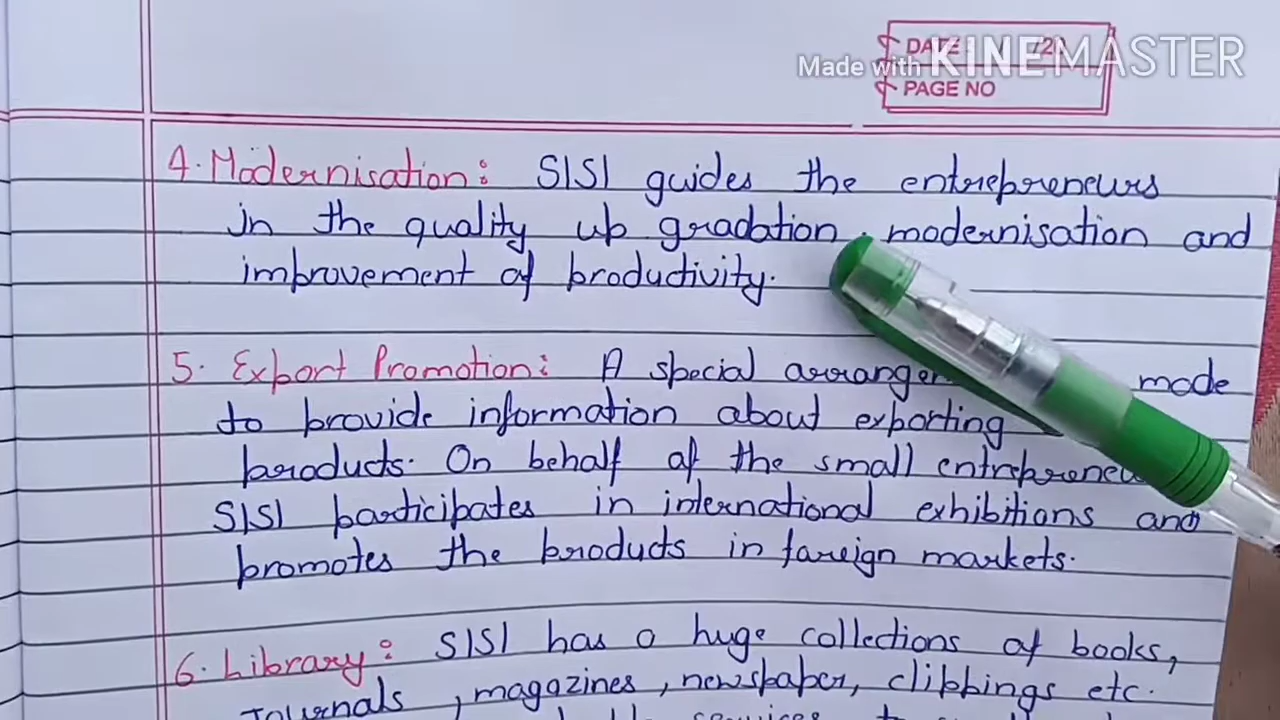 DATE / /20
Made with KINEMASTER
PAGE NO
4. Modernisation: SISI guides the entrepreneurs
in the quality up gradation, modernisation and
improvement of productivity.
5. Export Promotion: A special mode
to provide information about exporting
products. On behalf of the small
SISI participates in international exhibitions and
promotes the products in foreign markets.
6. Library: SISI has a huge collections of books,
Journals, magazines, newspaper, clippings etc.
services to